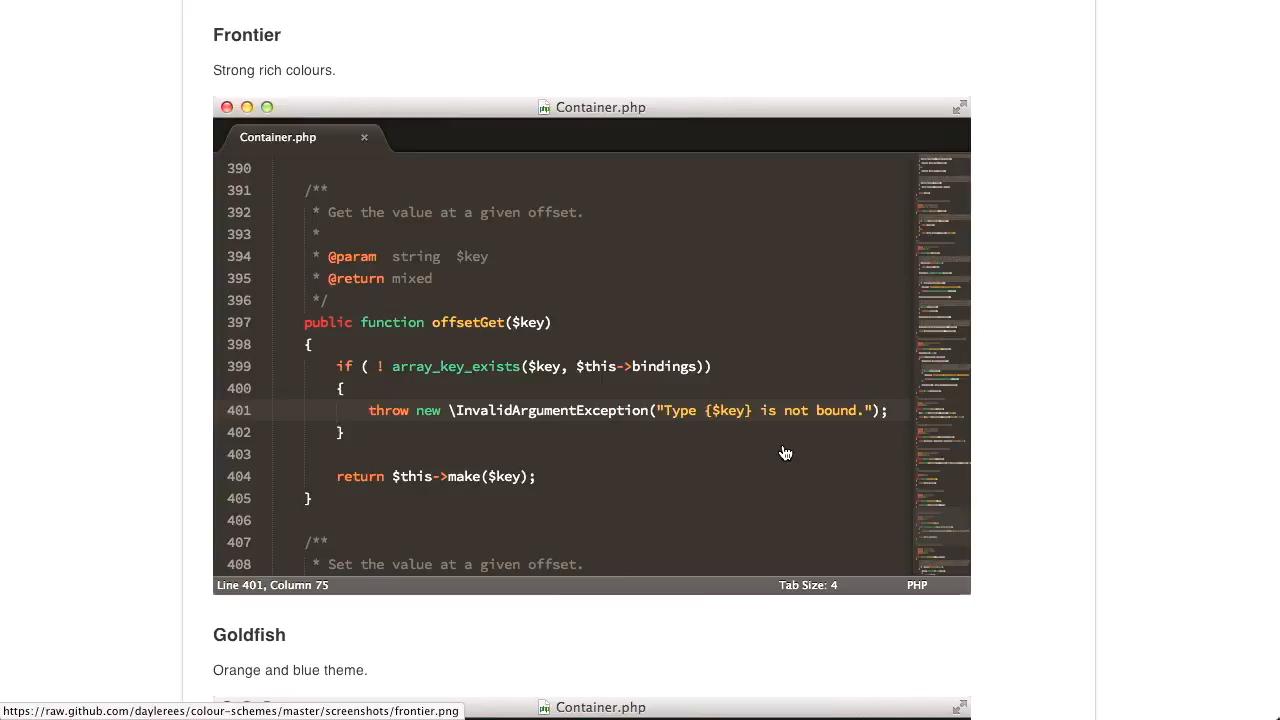 Frontier
Strong rich colours.
Container.php
Container.php ×
390
391 /**
392 * Get the value at a given offset.
393 *
394 * @param string $key
395 * @return mixed
396 */
397 public function offsetGet($key)
398 {
399 if ( ! array_key_exists($key, $this->bindings))
400 {
401 throw new \InvalidArgumentException("Type {$key} is not bound.");
402 }
403
404 return $this->make($key);
405 }
406
407 /**
408 * Get the value at a given offset.
Line 401, Column 75 Tab Size: 4 PHP
Goldfish
Orange and blue theme.
Container.php
https://raw.github.com/daylerees/colour-schemes/master/screenshots/frontier.png